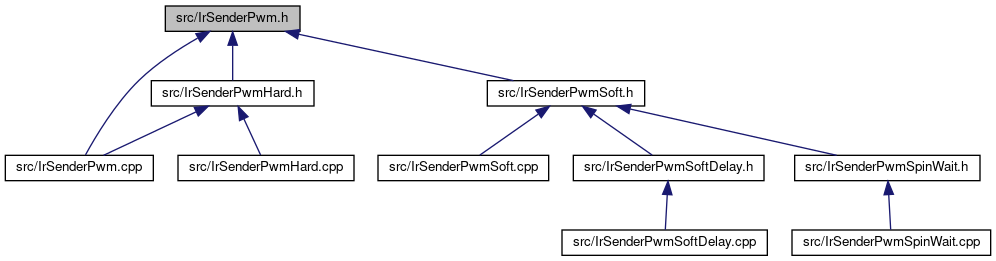 src/IrSenderPwm.h
src/IrSenderPwmHard.h
src/IrSenderPwmSoft.h
src/IrSenderPwm.cpp
src/IrSenderPwmHard.cpp
src/IrSenderPwmSoft.cpp
src/IrSenderPwmSoftDelay.h
src/IrSenderPwmSpinWait.h
src/IrSenderPwmSoftDelay.cpp
src/IrSenderPwmSpinWait.cpp